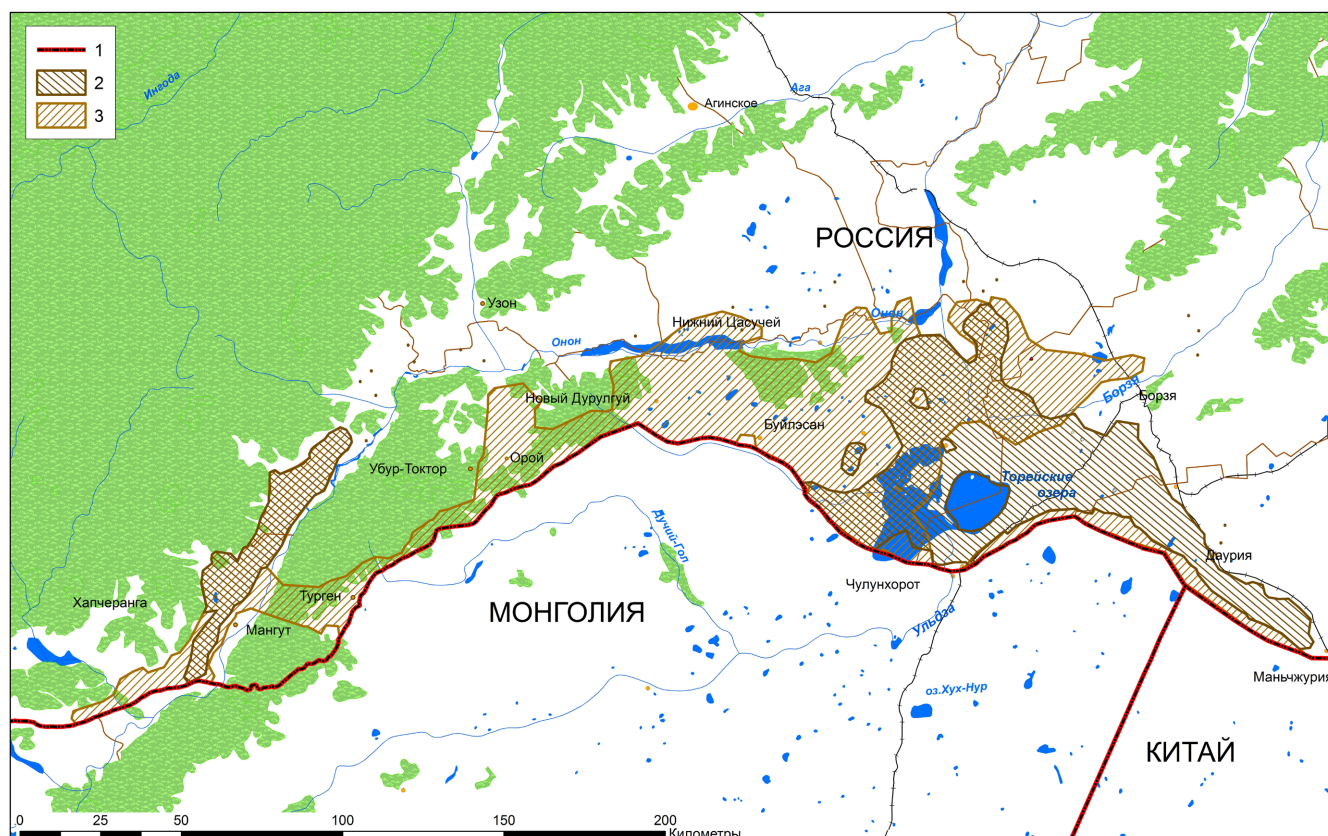 1
2
3
Ингода
Ага
Агинское
РОССИЯ
Узон
Онон
Нижний Цасучей
Онон
Новый Дурулгуй
Борзя
Борзя
Буйлэсан
Убур-Токтор
Орой
Торейские
озера
Дучий-Гол
Даурия
Чулунхорот
Хапчеранга
Турген
МОНГОЛИЯ
Мангут
Ульдза
Маньчжурия
оз.Хух-Нур
КИТАЙ
0 25 50 100 150 200
Километры